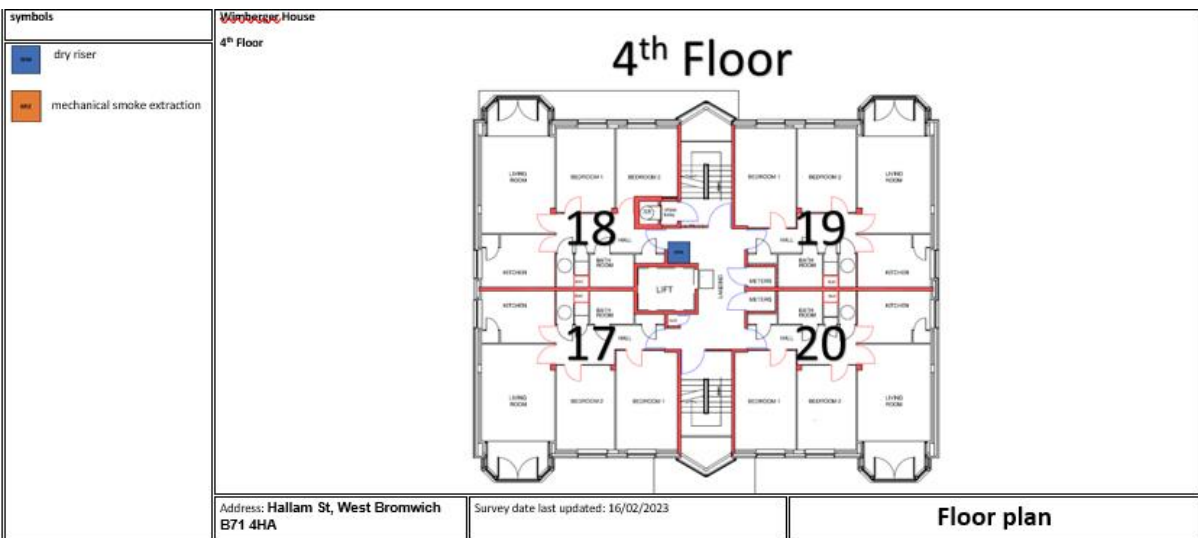 symbols
dry riser
mechanical smoke extraction
Wimberger House
4th Floor
4th Floor
LIVING
ROOM
BEDROOM 1
BEDROOM 2
BEDROOM 1
BEDROOM 2
LIVING
ROOM
18
19
HALL
HALL
KITCHEN
BATH
ROOM
LIFT
LANDING
METERS
BATH
ROOM
KITCHEN
KITCHEN
BATH
ROOM
METERS
BATH
ROOM
KITCHEN
17
HALL
HALL
20
LIVING
ROOM
BEDROOM 2
BEDROOM 1
BEDROOM 1
BEDROOM 2
LIVING
ROOM
Address: Hallam St, West Bromwich
B71 4HA
Survey date last updated: 16/02/2023
Floor plan